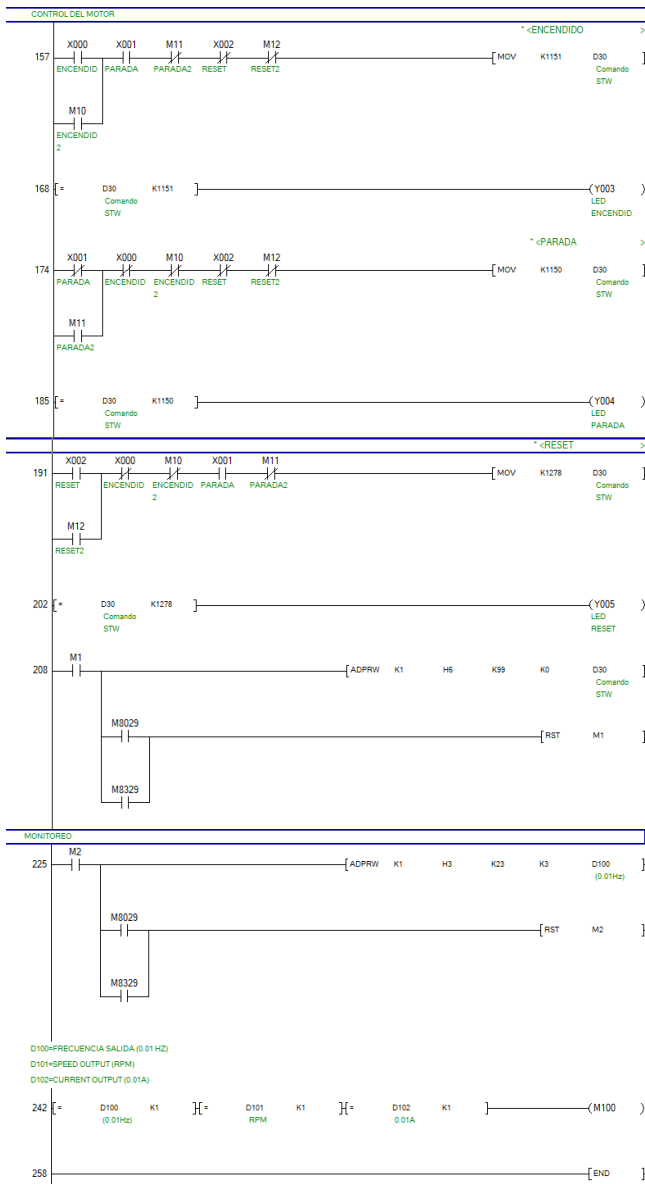 CONTROL DEL MOTOR
* <ENCENDIDO >
X000 X001 M11 X002 M12
157 [ MOV K1151 D30 ]
ENCENDID PARADA PARADA2 RESET RESET2 Comando
STW
M10
ENCENDID
2
168 [= D30 K1151 ] ( Y003 )
Comando LED
STW ENCENDID
* <PARADA >
X001 X000 M10 X002 M12
174 [ MOV K1150 D30 ]
PARADA ENCENDID ENCENDID RESET RESET2 Comando
2 STW
M11
PARADA2
185 [= D30 K1150 ] ( Y004 )
Comando LED
STW PARADA
* <RESET >
X002 X000 M10 X001 M11
191 [ MOV K1278 D30 ]
RESET ENCENDID ENCENDID PARADA PARADA2 Comando
2 STW
M12
RESET2
202 [= D30 K1278 ] ( Y005 )
Comando LED
STW RESET
M1
208 [ ADPRW K1 H6 K99 K0 D30 ]
Comando
STW
M8029
[ RST M1 ]
M8329
MONITOREO
M2
225 [ ADPRW K1 H3 K23 K3 D100 ]
(0.01Hz)
M8029
[ RST M2 ]
M8329
D100=FRECUENCIA SALIDA (0.01 HZ)
D101=SPEED OUTPUT (RPM)
D102=CURRENT OUTPUT (0.01A)
242 [= D100 K1 ] [= D101 K1 ] [= D102 K1 ] ( M100 )
(0.01Hz) RPM 0.01A
258 [ END ]